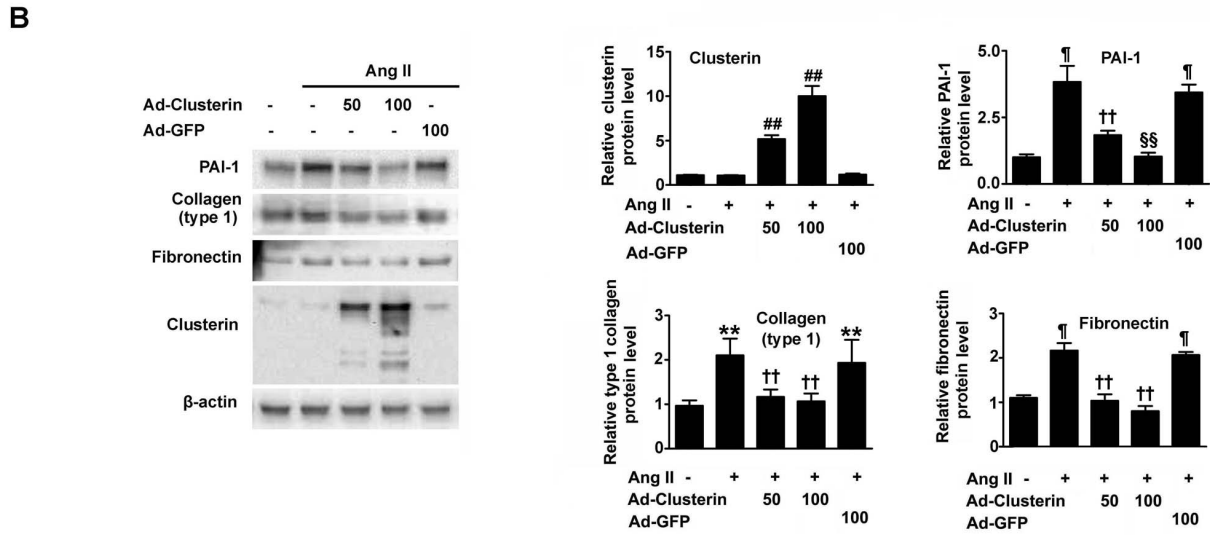 B
Ang II
Ad-Clusterin - - 50 100 -
Ad-GFP - - - - 100
PAI-1
Collagen
(type 1)
Fibronectin
Clusterin
β-actin
Relative clusterin
protein level
Clusterin
15
10
5
0
## ##
Ang II - + + + +
Ad-Clusterin 50 100
Ad-GFP 100
Relative PAI-1
protein level
PAI-1
5.0
2.5
0.0
¶ †† §§ ¶
Ang II - + + + +
Ad-Clusterin 50 100
Ad-GFP 100
Relative type 1 collagen
protein level
Collagen
(type 1)
3
2
1
0
** †† †† **
Ang II - + + + +
Ad-Clusterin 50 100
Ad-GFP 100
Relative fibronectin
protein level
Fibronectin
3
2
1
0
¶ †† †† ¶
Ang II - + + + +
Ad-Clusterin 50 100
Ad-GFP 100